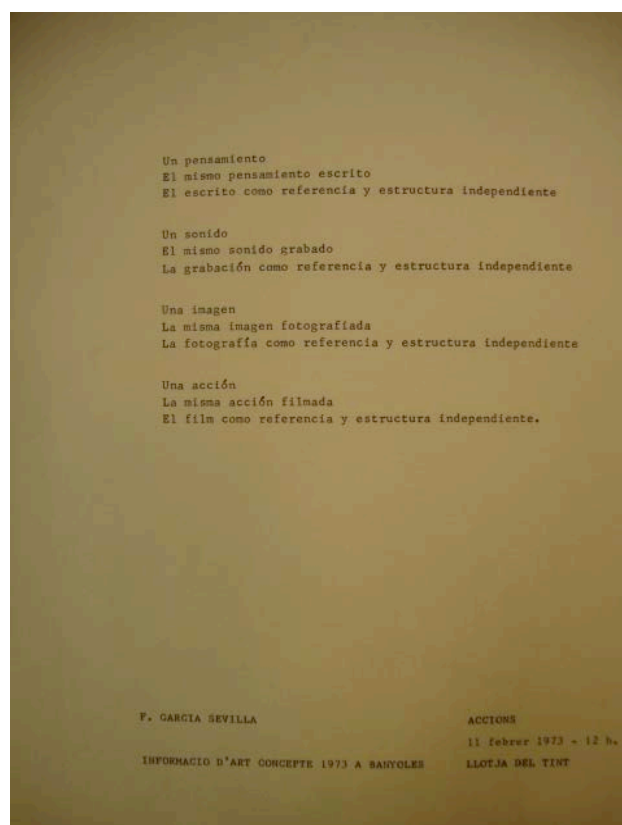 Un pensamiento
El mismo pensamiento escrito
El escrito como referencia y estructura independiente
Un sonido
El mismo sonido grabado
La grabación como referencia y estructura independiente
Una imagen
La misma imagen fotografiada
La fotografía como referencia y estructura independiente
Una acción
La misma acción filmada
El film como referencia y estructura independiente.
F. GARCIA SEVILLA
ACCIONS
11 febrer 1973 - 12 h.
INFORMACIO D'ART CONCEPTE 1973 A BANYOLES
LLOTJA DEL TINT